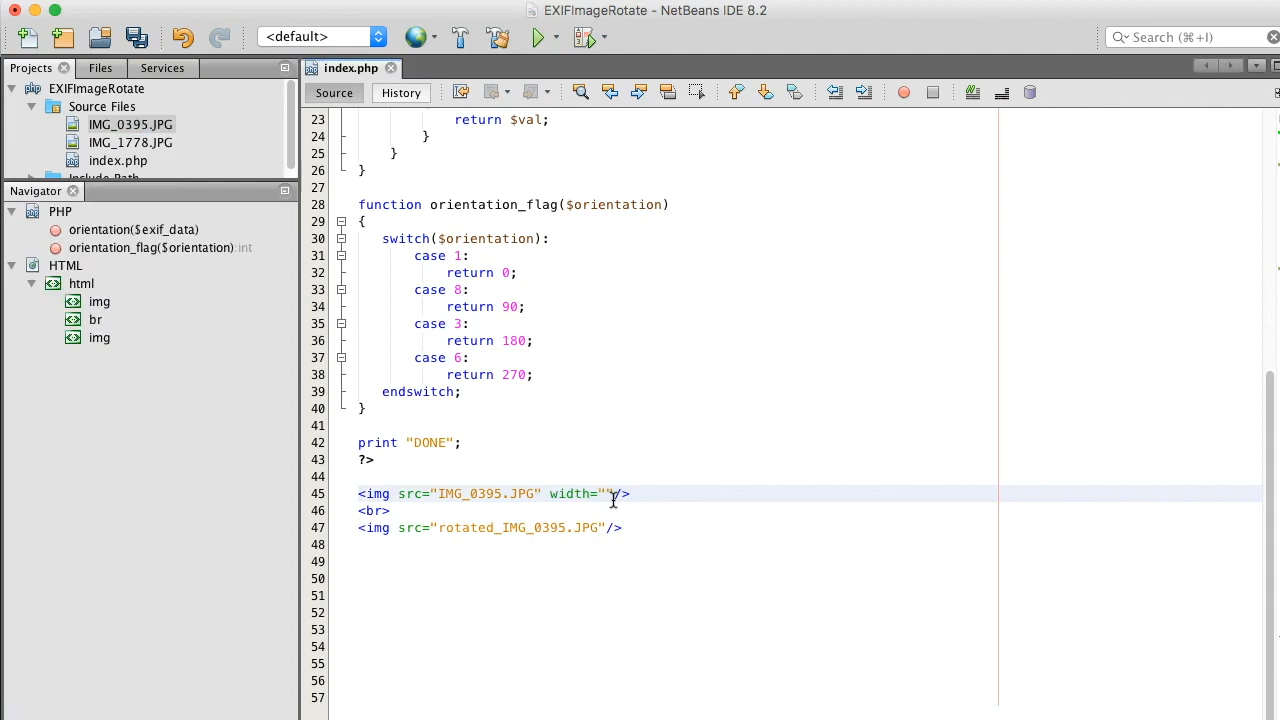 EXIFImageRotate - NetBeans IDE 8.2
<default>
Search (⌘+I)
Projects
Files
Services
index.php
EXIFImageRotate
Source Files
IMG_0395.JPG
IMG_1778.JPG
index.php
Include Path
Navigator
PHP
orientation($exif_data)
orientation_flag($orientation):int
HTML
html
img
br
img
Source
History
23 return $val;
24 }
25 }
26 }
27
28 function orientation_flag($orientation)
29 {
30 switch($orientation):
31 case 1:
32 return 0;
33 case 8:
34 return 90;
35 case 3:
36 return 180;
37 case 6:
38 return 270;
39 endswitch;
40 }
41
42 print "DONE";
43 ?>
44
45 <img src="IMG_0395.JPG" width=""/>
46 <br>
47 <img src="rotated_IMG_0395.JPG"/>
48
49
50
51
52
53
54
55
56
57